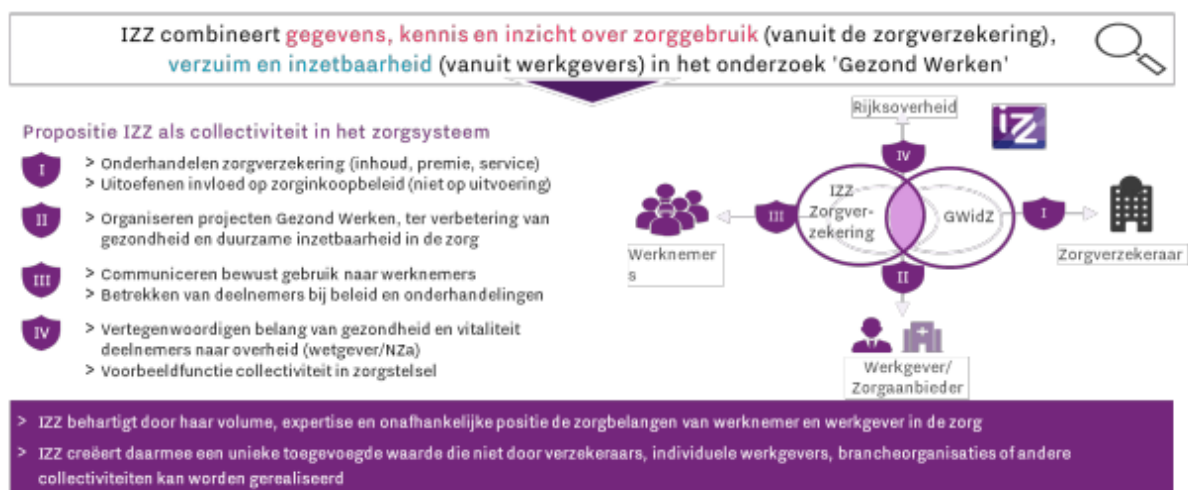 IZZ combineert gegevens, kennis en inzicht over zorggebruik (vanuit de zorgverzekering),
verzuim en inzetbaarheid (vanuit werkgevers) in het onderzoek 'Gezond Werken'
Propositie IZZ als collectiviteit in het zorgsysteem
I
> Onderhandelen zorgverzekering (inhoud, premie, service)
> Uitoefenen invloed op zorginkoopbeleid (niet op uitvoering)
II
> Organiseren projecten Gezond Werken, ter verbetering van
gezondheid en duurzame inzetbaarheid in de zorg
III
> Communiceren bewust gebruik naar werknemers
> Betrekken van deelnemers bij beleid en onderhandelingen
IV
> Vertegenwoordigen belang van gezondheid en vitaliteit
deelnemers naar overheid (wetgever/NZa)
> Voorbeeldfunctie collectiviteit in zorgstelsel
Rijksoverheid
izz
IV
III
IZZ
Zorgver-
zekering
GWidZ
I
II
Werknemer
s
Zorgverzekeraar
Werkgever/
Zorgaanbieder
> IZZ behartigt door haar volume, expertise en onafhankelijke positie de zorgbelangen van werknemer en werkgever in de zorg
> IZZ creëert daarmee een unieke toegevoegde waarde die niet door verzekeraars, individuele werkgevers, brancheorganisaties of andere
collectiviteiten kan worden gerealiseerd